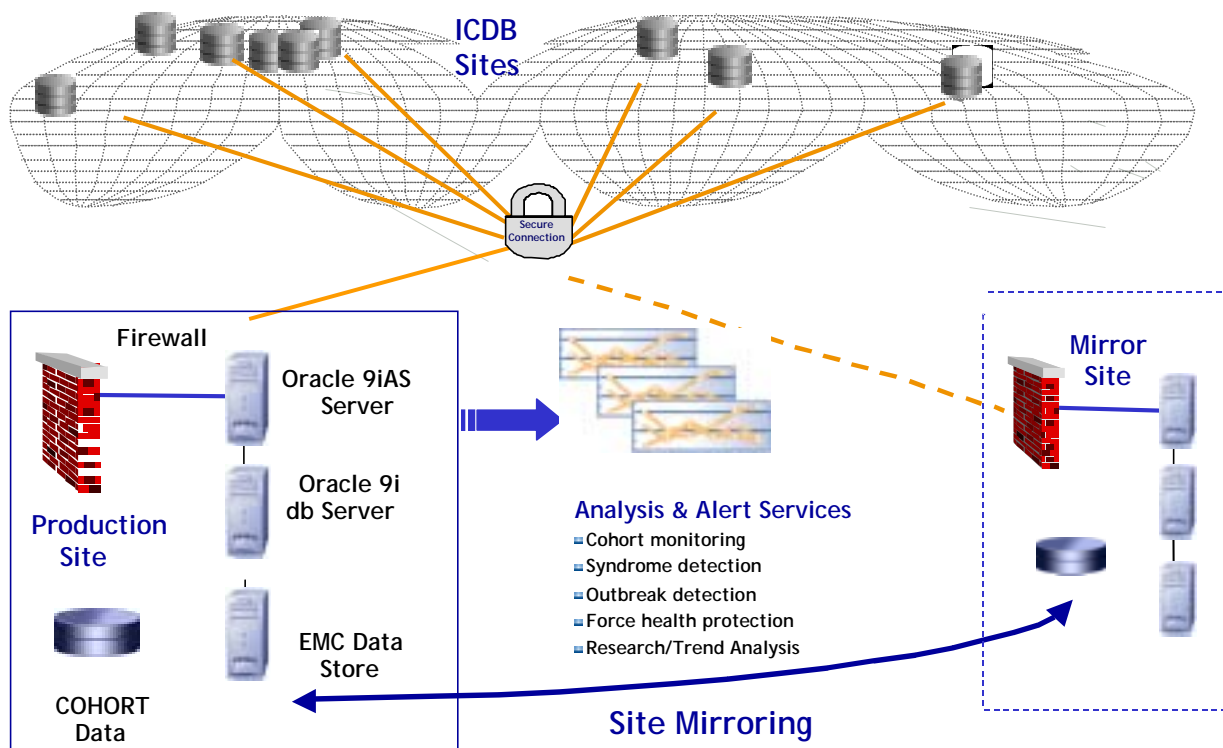 ICDB
Sites
Secure
Connection
Firewall
Oracle 9iAS
Server
Oracle 9i
db Server
Production
Site
EMC Data
Store
COHORT
Data
Analysis & Alert Services
Cohort monitoring
Syndrome detection
Outbreak detection
Force health protection
Research/Trend Analysis
Mirror
Site
Site Mirroring